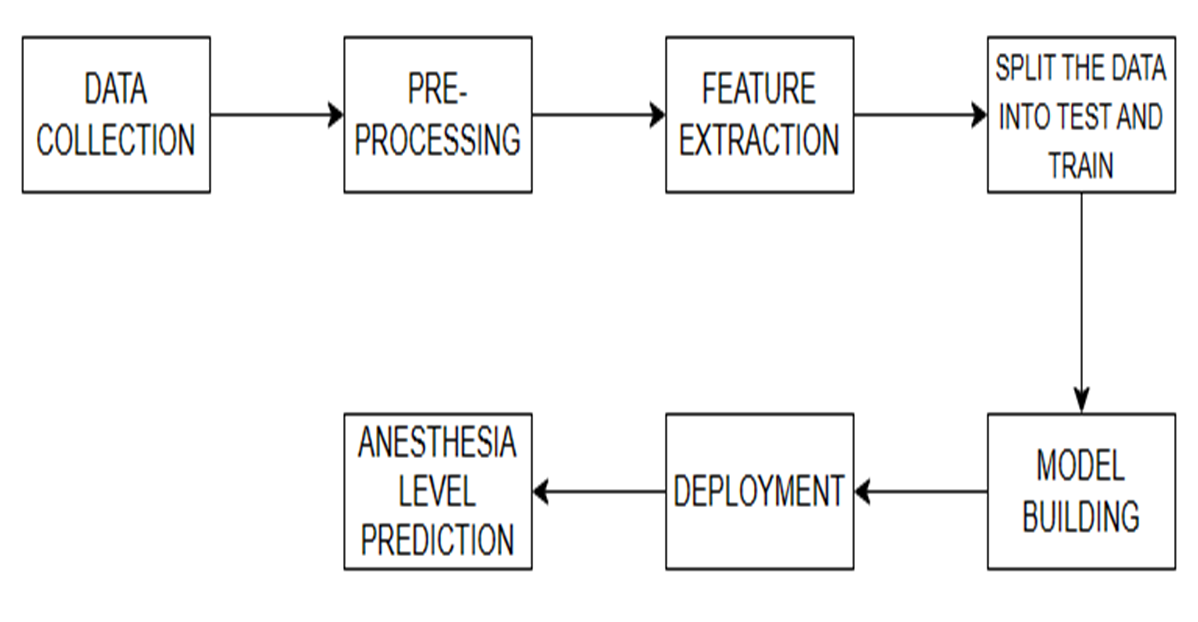 DATA
COLLECTION
PRE-
PROCESSING
FEATURE
EXTRACTION
SPLIT THE DATA
INTO TEST AND
TRAIN
MODEL
BUILDING
DEPLOYMENT
ANESTHESIA
LEVEL
PREDICTION